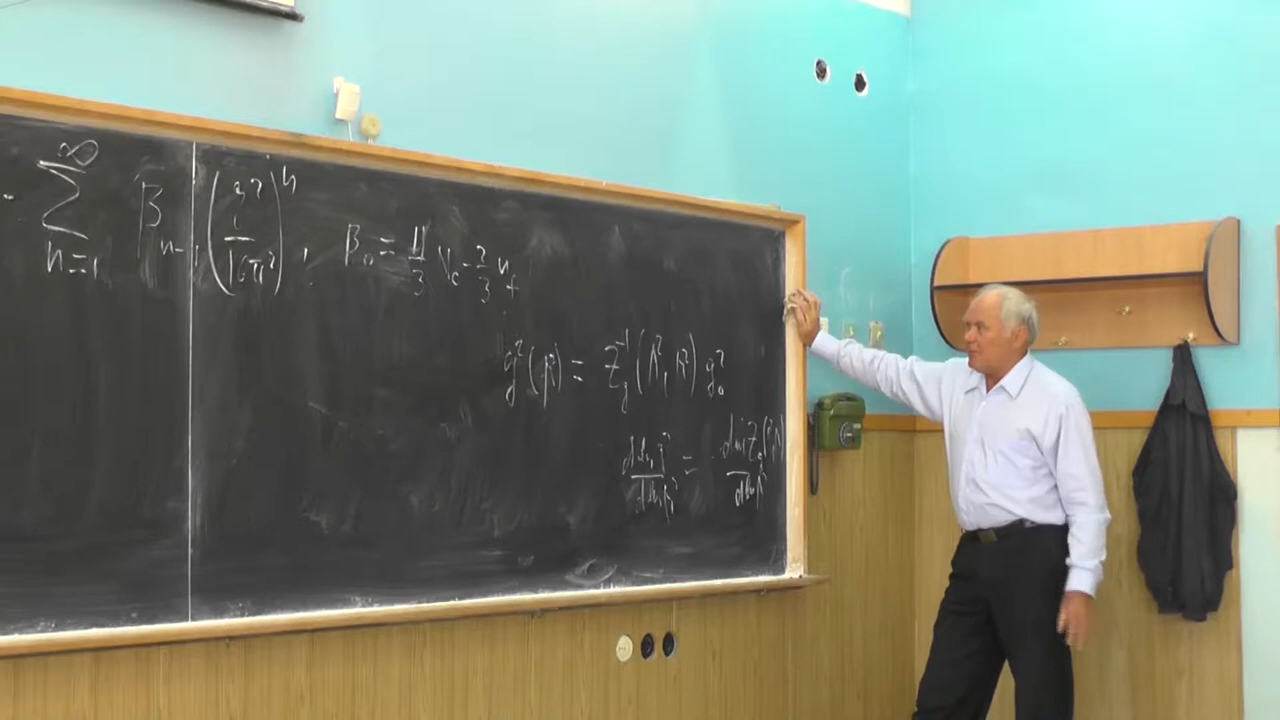 - ∑_{n=1}^{∞} β_{n-1} (g²/16π²)^n , β_0 = 11/3 N_c - 2/3 n_f
g²(μ²) = Z_g^{-1}(Λ², μ²) g_0²
d ln g² / d ln μ² = - d ln Z_g(Λ², μ²) / d ln μ²